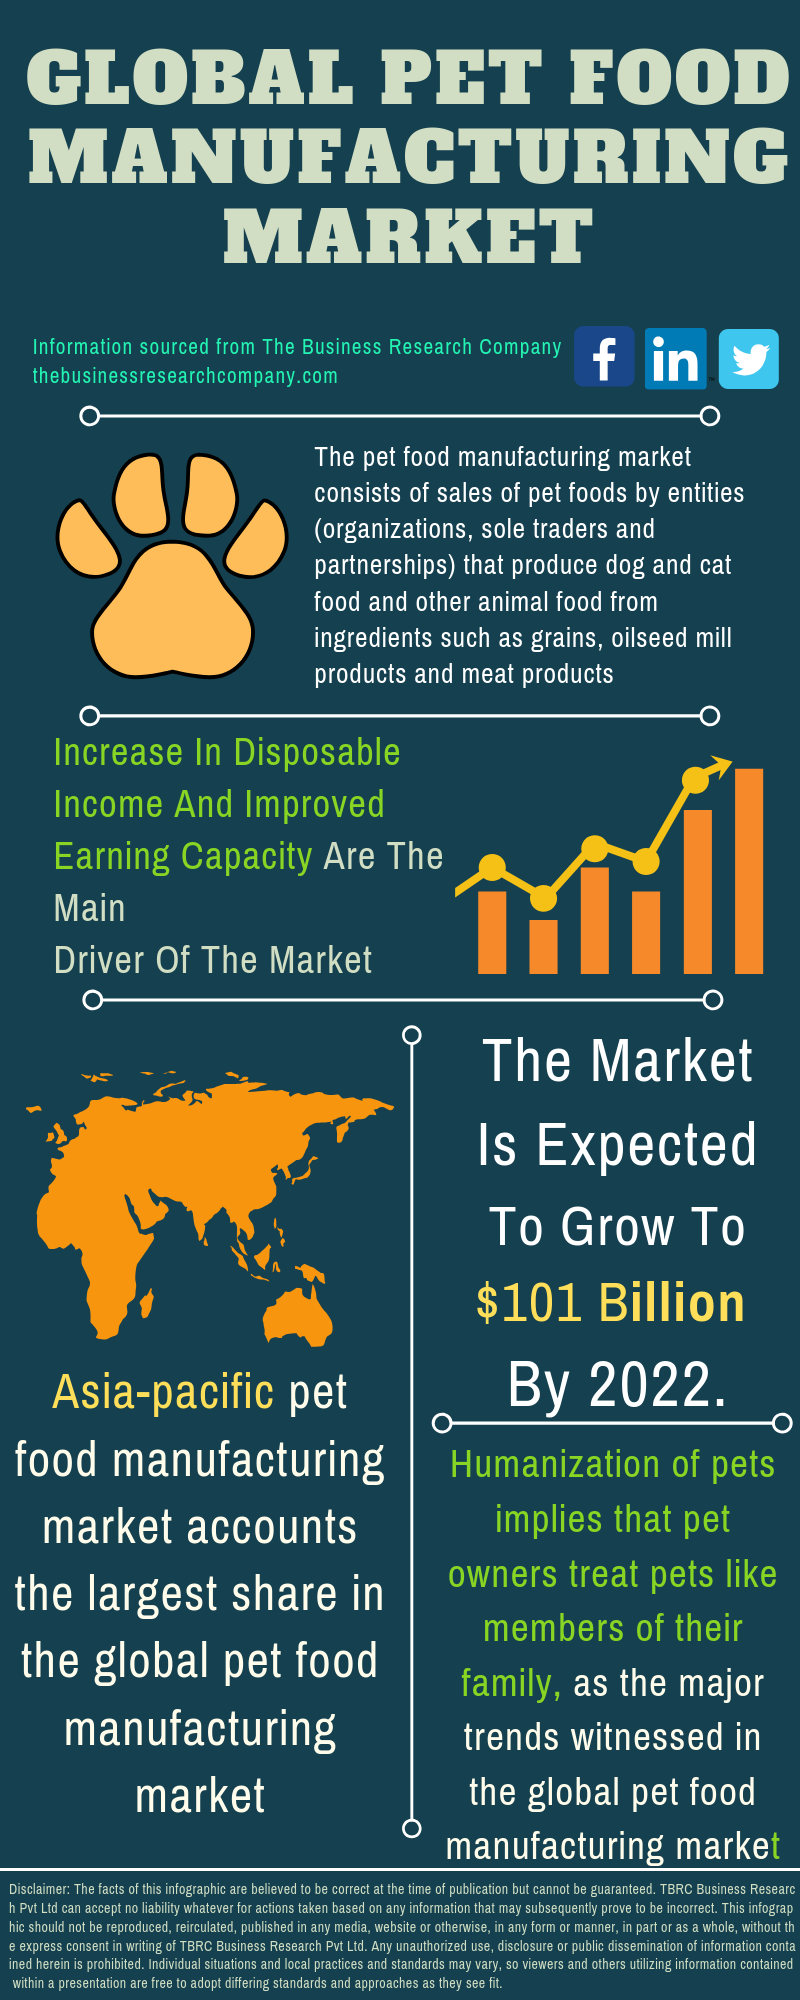 GLOBAL PET FOOD
MANUFACTURING
MARKET
Information sourced from The Business Research Company
thebusinessresearchcompany.com
f
in
The pet food manufacturing market
consists of sales of pet foods by entities
(organizations, sole traders and
partnerships) that produce dog and cat
food and other animal food from
ingredients such as grains, oilseed mill
products and meat products
Increase In Disposable
Income And Improved
Earning Capacity Are The
Main
Driver Of The Market
Asia-pacific pet
food manufacturing
market accounts
the largest share in
the global pet food
manufacturing
market
The Market
Is Expected
To Grow To
$101 Billion
By 2022.
Humanization of pets
implies that pet
owners treat pets like
members of their
family, as the major
trends witnessed in
the global pet food
manufacturing market
Disclaimer: The facts of this infographic are believed to be correct at the time of publication but cannot be guaranteed. TBRC Business Researc
h Pvt Ltd can accept no liability whatever for actions taken based on any information that may subsequently prove to be incorrect. This infograp
hic should not be reproduced, reirculated, published in any media, website or otherwise, in any form or manner, in part or as a whole, without th
e express consent in writing of TBRC Business Research Pvt Ltd. Any unauthorized use, disclosure or public dissemination of information conta
ined herein is prohibited. Individual situations and local practices and standards may vary, so viewers and others utilizing information contained
within a presentation are free to adopt differing standards and approaches as they see fit.